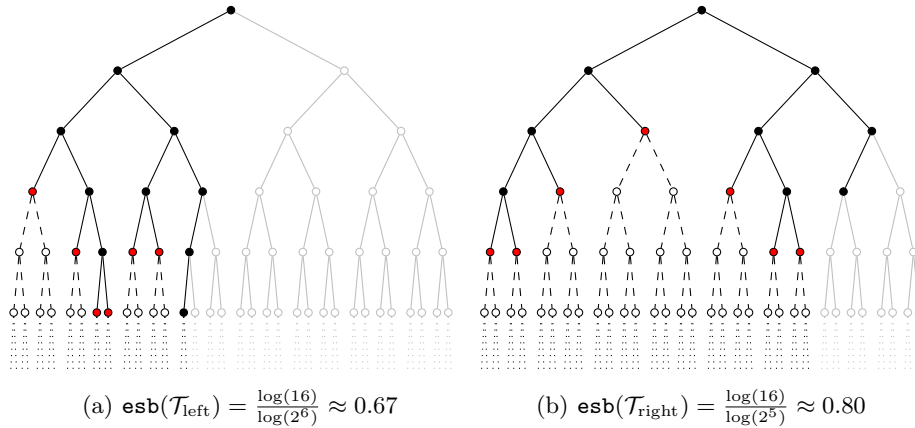 (a) esb(𝒯_left) = log(16)/log(2^6) ≈ 0.67
(b) esb(𝒯_right) = log(16)/log(2^5) ≈ 0.80